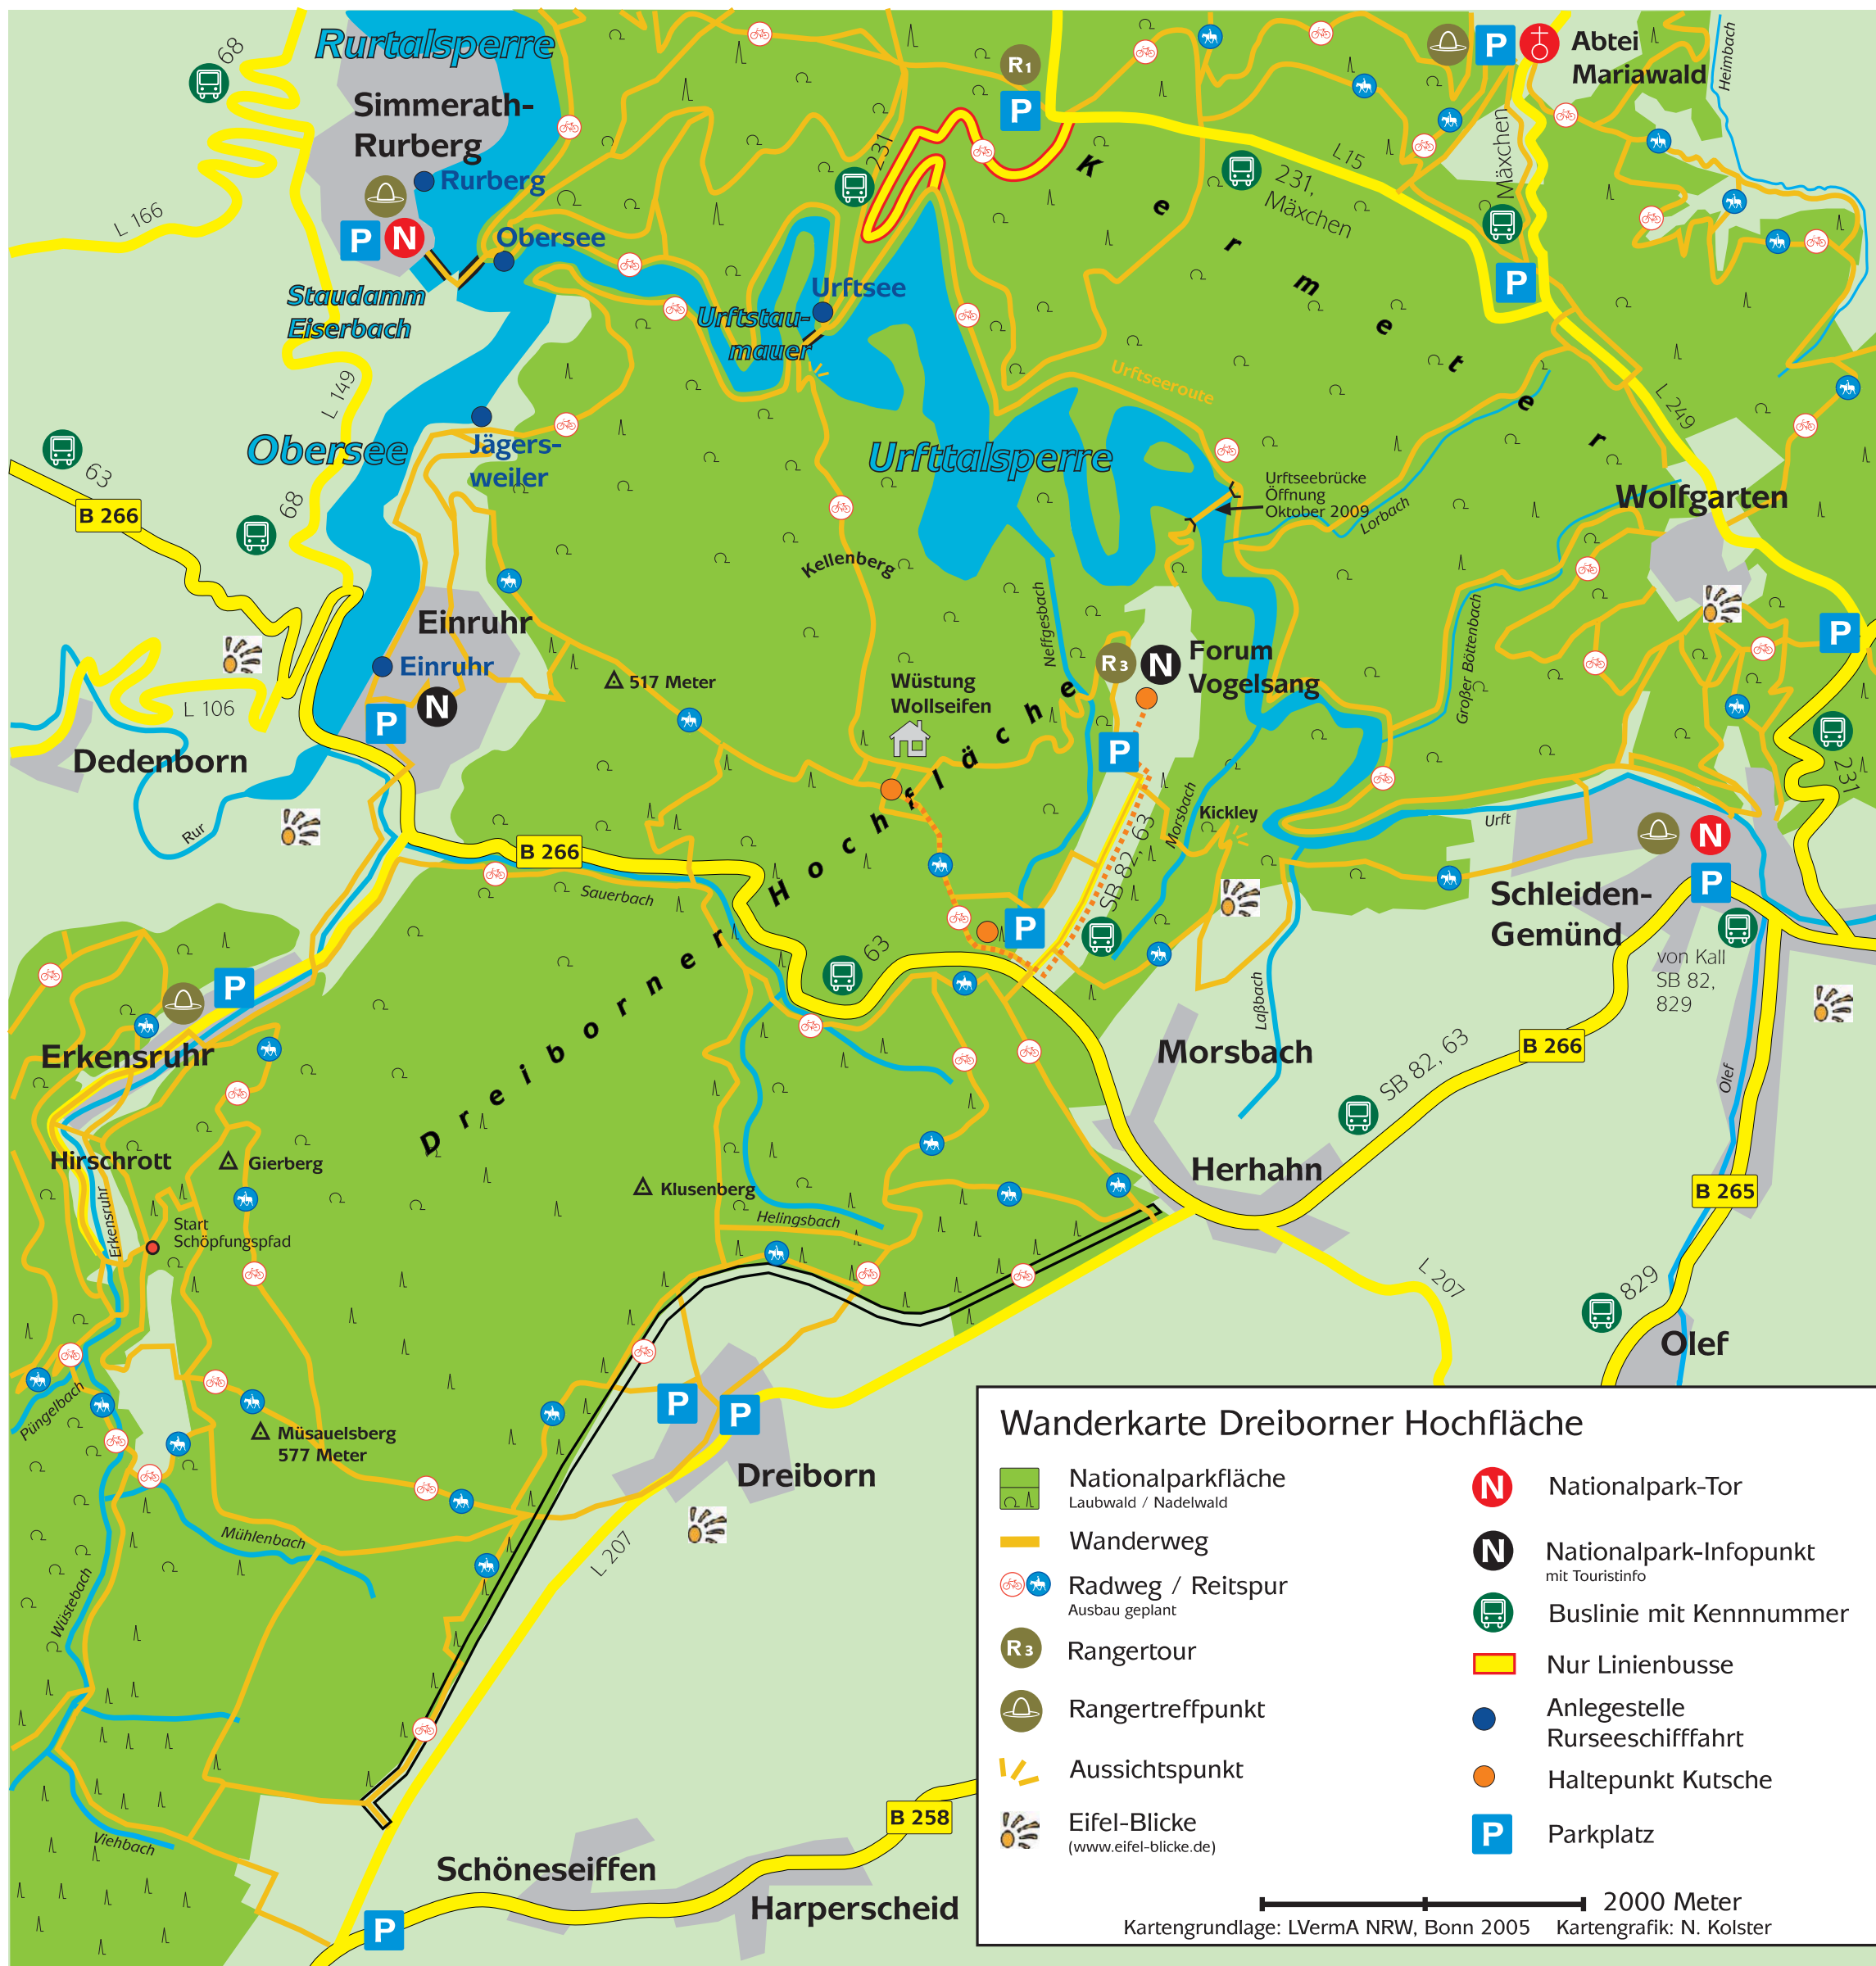 Rurtalsperre
68
Simmerath-
Rurberg
Rurberg
P
N
L 166
Obersee
Staudamm
Eiserbach
L 149
Urftsee
Urftstau-
mauer
231
R1
P
Kermeter
231,
Mäxchen
L15
P
Abtei
Mariawald
Mäxchen
Heimbach
P
L 249
Obersee
Jägers-
weiler
63
B 266
68
Urfttalsperre
Urftseeroute
Urftseebrücke
Öffnung
Oktober 2009
Lorbach
Wolfgarten
Kellenberg
Neffgesbach
Großer Böttenbach
P
Einruhr
Einruhr
N
P
L 106
Dedenborn
Rur
517 Meter
Wüstung
Wollseifen
R3
N
Forum
Vogelsang
P
Morsbach
Kickley
SB 82, 63
231
Urft
N
P
Schleiden-
Gemünd
von Kall
SB 82,
829
B 266
Sauerbach
Dreiborner Hochfläche
63
P
Laßbach
P
Erkensruhr
Hirschrott
Gierberg
Erkensruhr
Start
Schöpfungspfad
Klusenberg
Helingsbach
Morsbach
Herhahn
SB 82, 63
B 266
Olef
B 265
L 207
829
Olef
Püngelbach
Müsauelsberg
577 Meter
P
P
Dreiborn
Mühlenbach
L 207
Wüstebach
Viehbach
Schöneseiffen
Harperscheid
B 258
P
Wanderkarte Dreiborner Hochfläche
Nationalparkfläche
Laubwald / Nadelwald
Wanderweg
Radweg / Reitspur
Ausbau geplant
R3
Rangertour
Rangertreffpunkt
Aussichtspunkt
Eifel-Blicke
(www.eifel-blicke.de)
N
Nationalpark-Tor
N
Nationalpark-Infopunkt
mit Touristinfo
Buslinie mit Kennnummer
Nur Linienbusse
Anlegestelle
Rurseeschifffahrt
Haltepunkt Kutsche
P
Parkplatz
2000 Meter
Kartengrundlage: LVermA NRW, Bonn 2005 Kartengrafik: N. Kolster